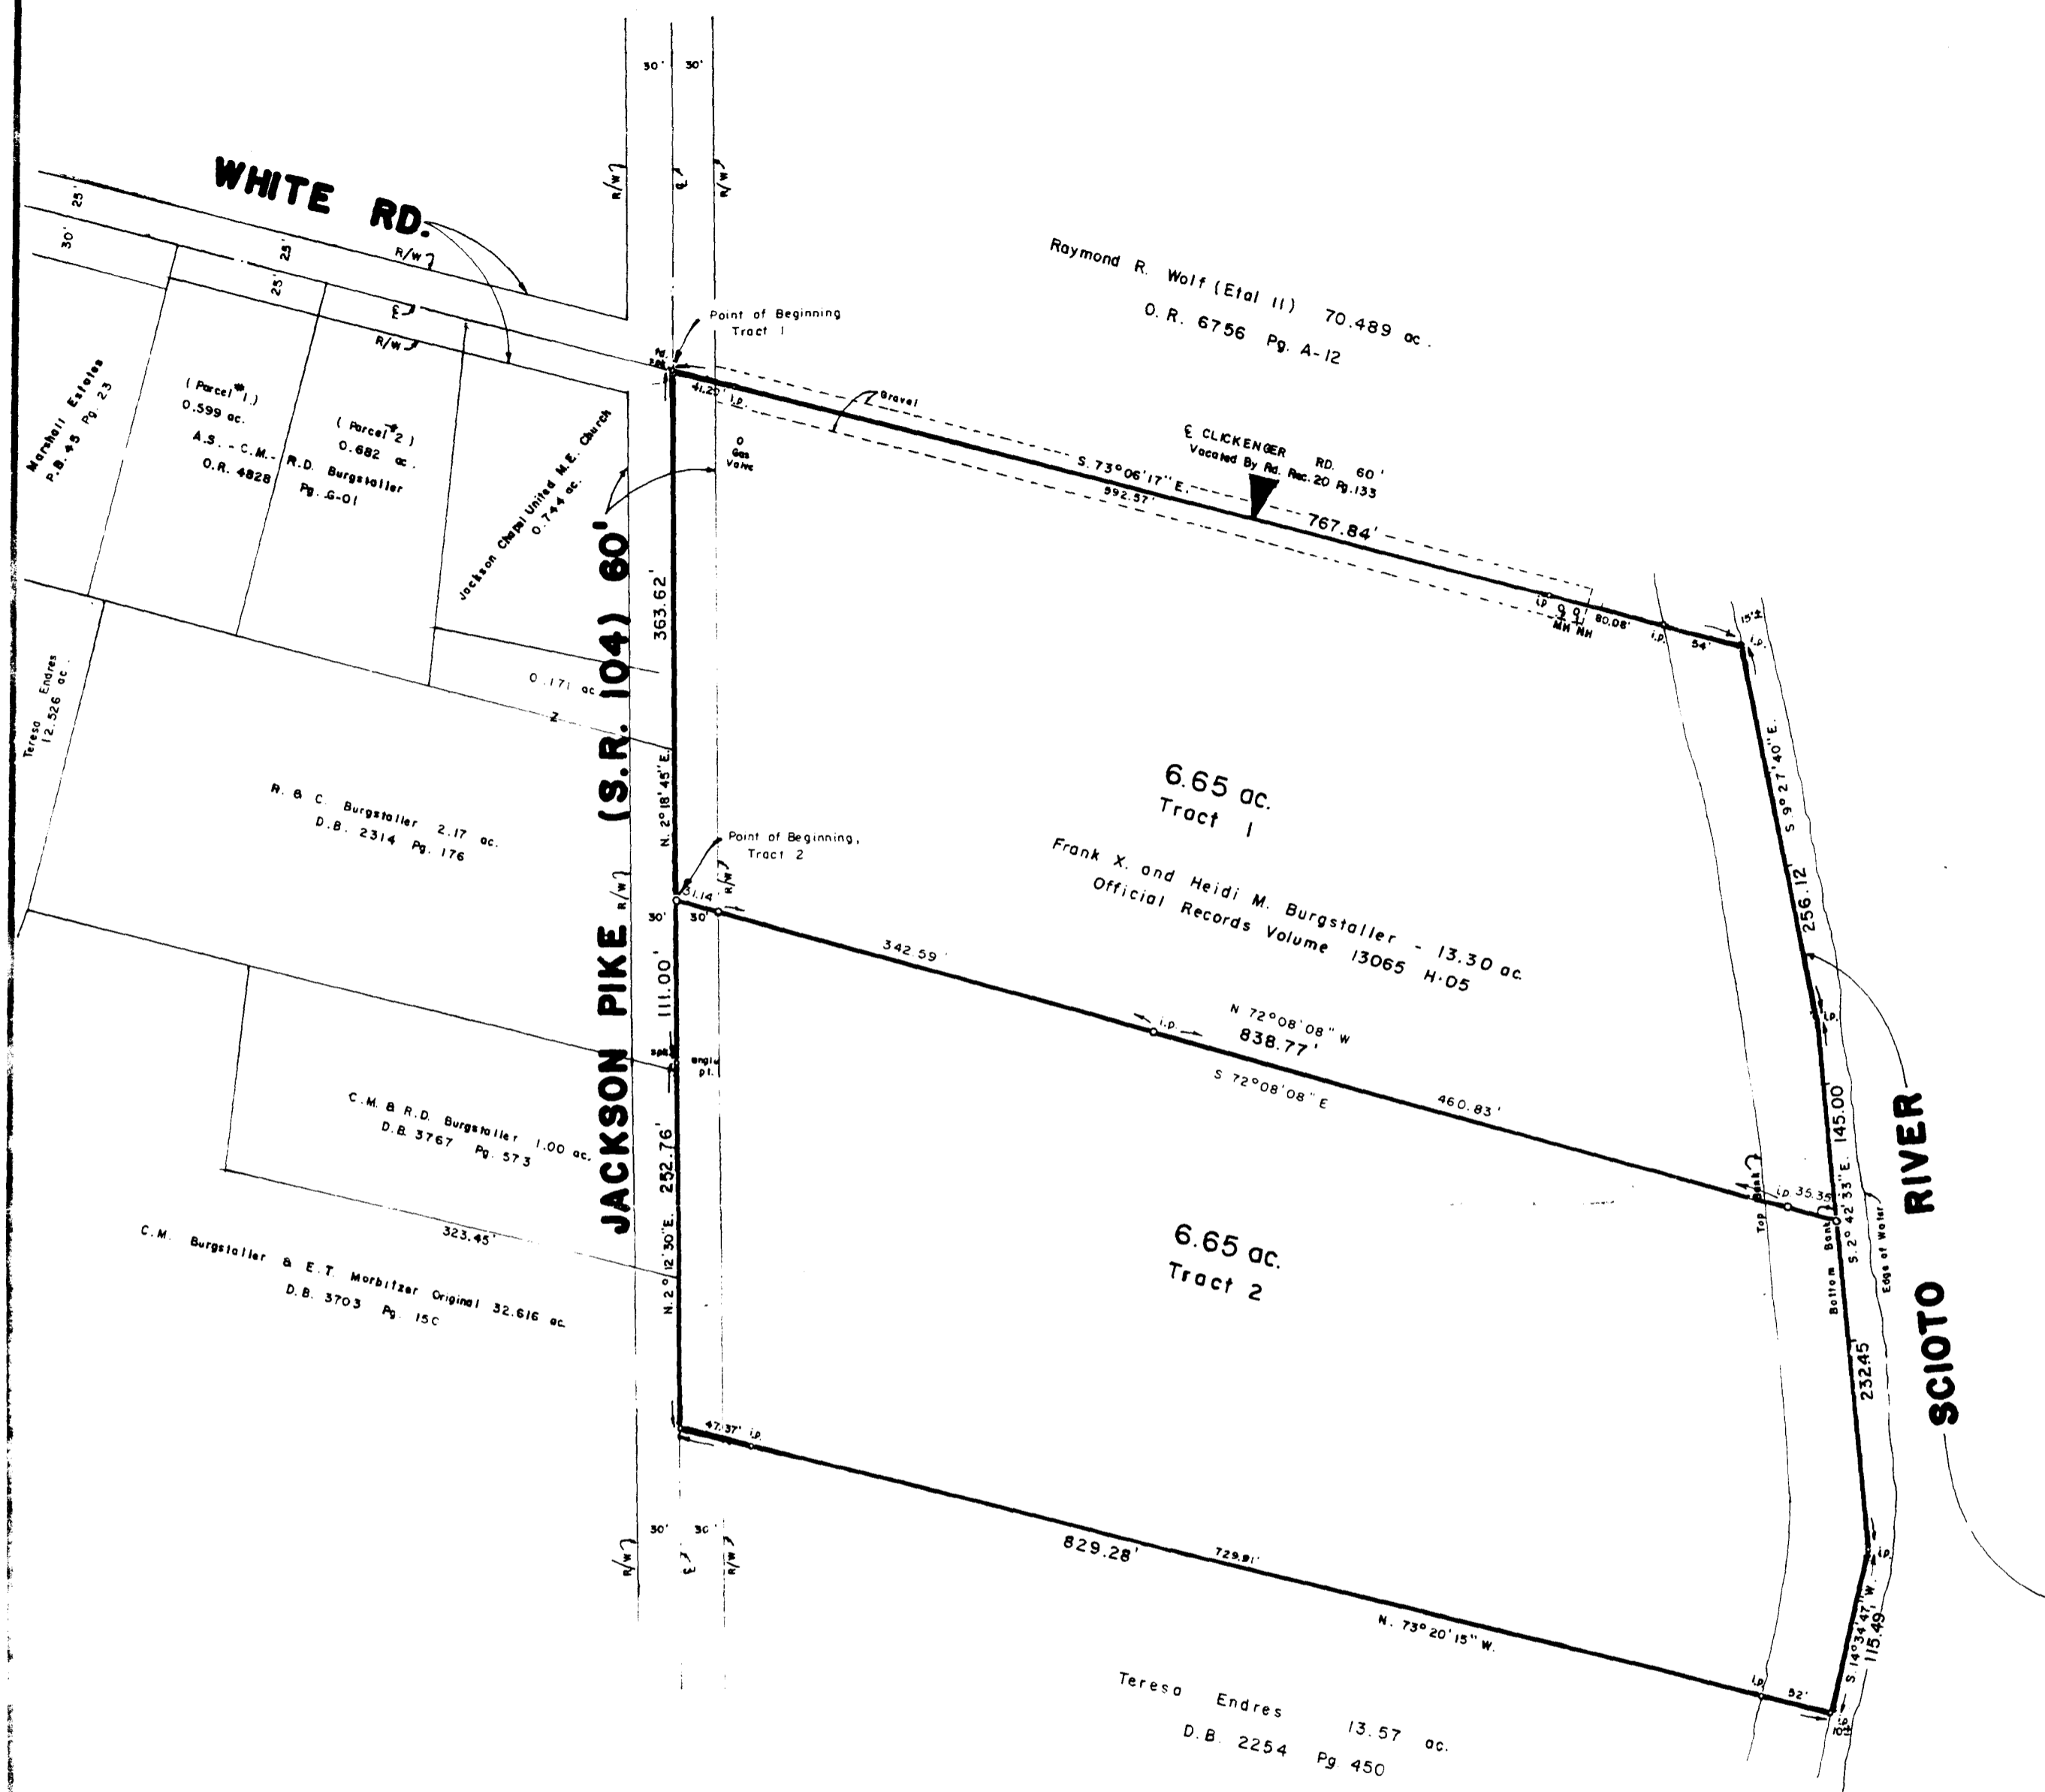 30' 30'
WHITE RD.
R/W
R/W
℄
R/W
25'
30'
25'
25'
℄
R/W
Raymond R. Wolf (Etal II) 70.489 ac.
O.R. 6756 Pg. A-12
Point of Beginning
Tract 1
Fd.
spk.
41.20' i.p.
Gravel
℄ CLICKENGER RD. 60'
Vacated By Rd. Rec. 20 Pg. 133
S. 73°06'17" E.
592.57'
767.84'
i.p.
MH MH
80.08'
i.p.
54'
15'±
i.p.
Gas
Valve
Marshall Estates
P.B. 45 Pg. 23
(Parcel #1.)
0.599 ac.
(Parcel #2)
0.682 ac.
A.S. - C.M. - R.D. Burgstaller
O.R. 4828 Pg. G-01
Jackson Chapel United M.E. Church
0.744 ac.
0.171 ac.
Z
Teresa Endres
12.526 ac.
JACKSON PIKE (S.R. 104) 60'
363.62'
N. 2°18'45" E.
R. & C. Burgstaller 2.17 ac.
D.B. 2314 Pg. 176
6.65 ac.
Tract 1
Frank X. and Heidi M. Burgstaller - 13.30 ac.
Official Records Volume 13065 H-05
S. 9°27'40" E.
256.12'
i.p.
Point of Beginning,
Tract 2
R/W
R/W
31.14'
30' 30'
342.59'
i.p.
N 72°08'08" W
838.77'
S 72°08'08" E
460.83'
111.00'
spk.
angle
pt.
C.M. & R.D. Burgstaller 1.00 ac.
D.B. 3767 Pg. 573
252.76'
N. 2°12'30" E.
323.45'
C.M. Burgstaller & E.T. Morbitzer Original 32.616 ac.
D.B. 3703 Pg. 15C
6.65 ac.
Tract 2
Top Bank
i.p. 35.35'
Bottom Bank
S. 2°42'33" E. 145.00'
Edge of Water
SCIOTO RIVER
232.45'
i.p.
S. 14°34'47" W.
115.49'
47.37' i.p.
30' 30'
R/W
℄
R/W
829.28'
729.91'
N. 73°20'15" W.
i.p.
52'
Teresa Endres 13.57 ac.
D.B. 2254 Pg. 450